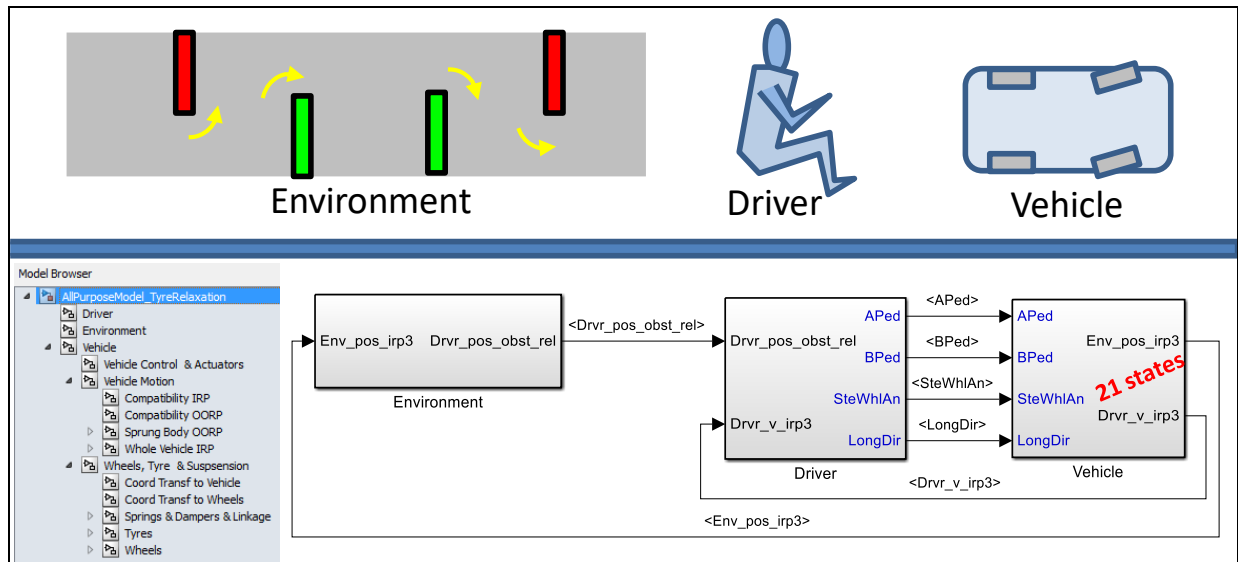 Environment
Driver
Vehicle
Model Browser
AllPurposeModel_TyreRelaxation
Driver
Environment
Vehicle
Vehicle Control & Actuators
Vehicle Motion
Compatibility IRP
Compatibility OORP
Sprung Body OORP
Whole Vehicle IRP
Wheels, Tyre & Suspsension
Coord Transf to Vehicle
Coord Transf to Wheels
Springs & Dampers & Linkage
Tyres
Wheels
Env_pos_irp3 Drvr_pos_obst_rel
Environment
<Drvr_pos_obst_rel>
Drvr_pos_obst_rel
Drvr_v_irp3
APed
BPed
SteWhlAn
LongDir
Driver
<APed>
<BPed>
<SteWhlAn>
<LongDir>
APed
BPed
SteWhlAn
LongDir
Env_pos_irp3
21 states
Drvr_v_irp3
Vehicle
<Drvr_v_irp3>
<Env_pos_irp3>